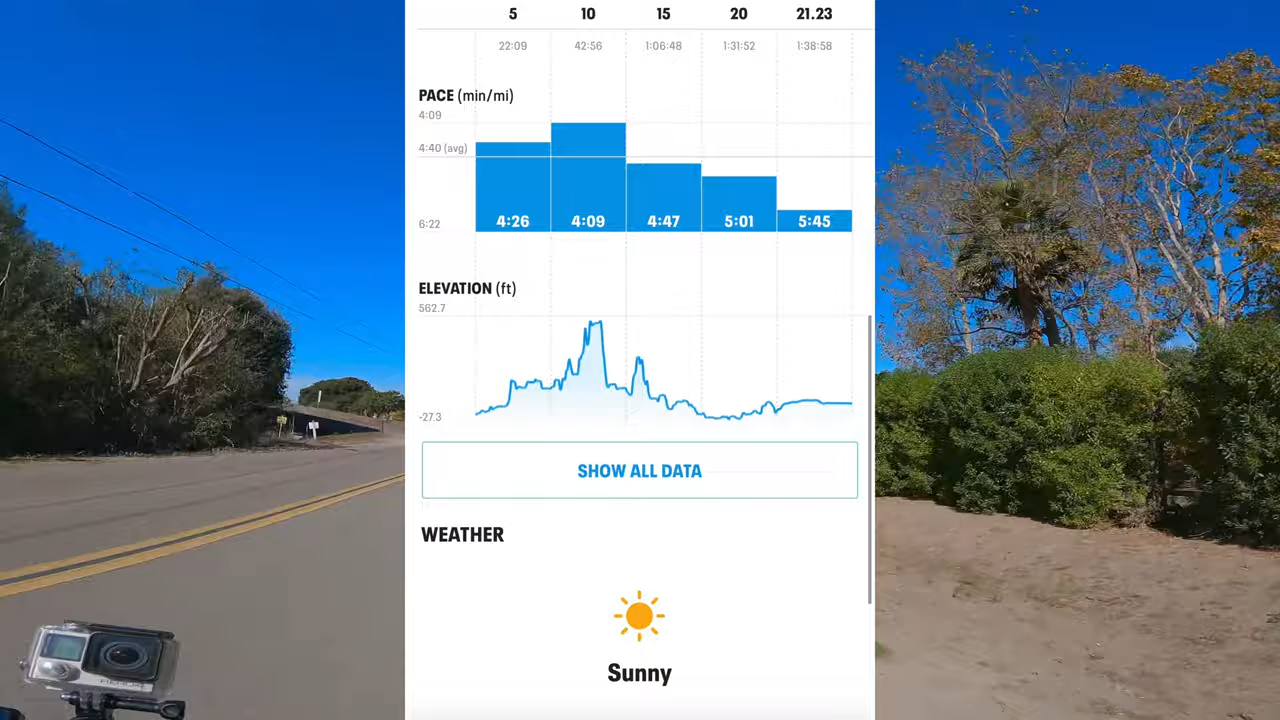 5 10 15 20 21.23
22:09 42:56 1:06:48 1:31:52 1:38:58
PACE (min/mi)
4:09
4:40 (avg)
6:22
4:26 4:09 4:47 5:01 5:45
ELEVATION (ft)
562.7
-27.3
SHOW ALL DATA
WEATHER
Sunny